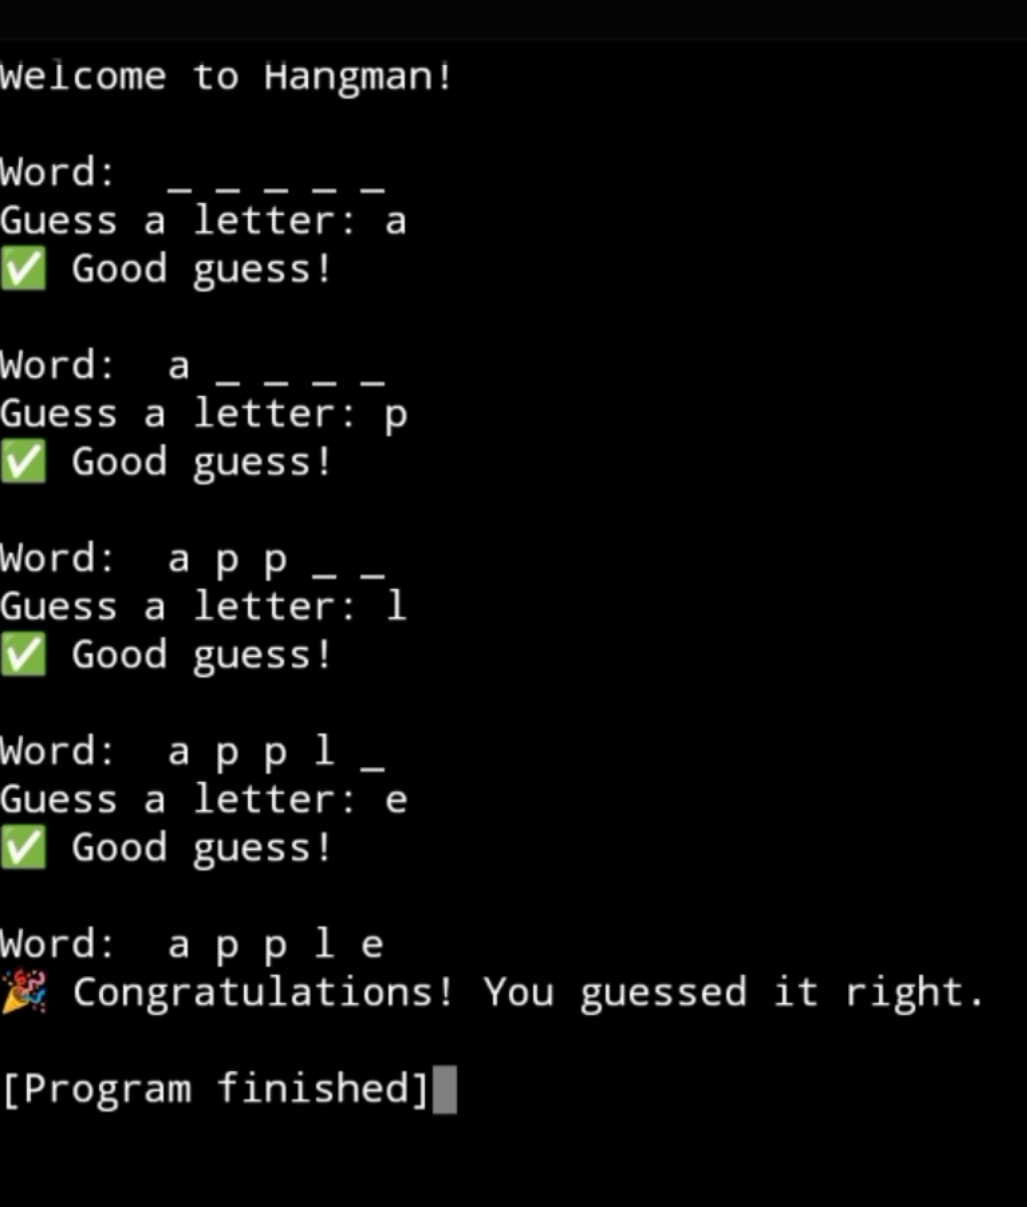 Welcome to Hangman!
Word:  _ _ _ _ _
Guess a letter: a
✅ Good guess!
Word:  a _ _ _ _
Guess a letter: p
✅ Good guess!
Word:  a p p _ _
Guess a letter: l
✅ Good guess!
Word:  a p p l _
Guess a letter: e
✅ Good guess!
Word:  a p p l e
🎉 Congratulations! You guessed it right.
[Program finished]